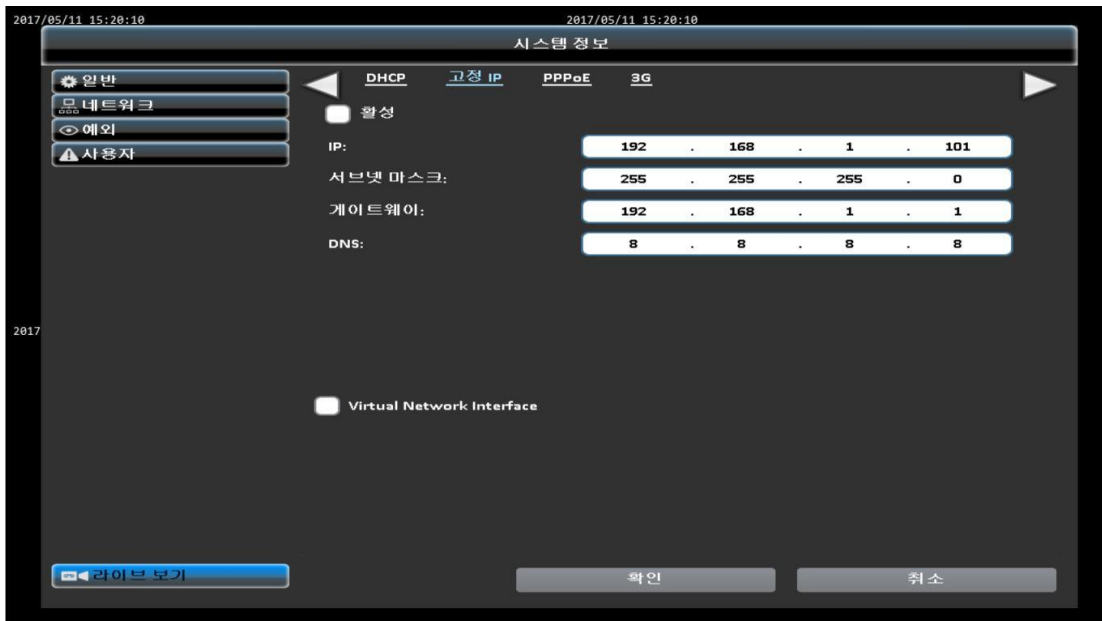 2017/05/11 15:20:10 2017/05/11 15:20:10
시스템 정보
일반
네트워크
예외
사용자
DHCP 고정 IP PPPoE 3G
활성
IP: 192 . 168 . 1 . 101
서브넷 마스크: 255 . 255 . 255 . 0
게이트웨이: 192 . 168 . 1 . 1
DNS: 8 . 8 . 8 . 8
2017
Virtual Network Interface
라이브 보기
확인 취소